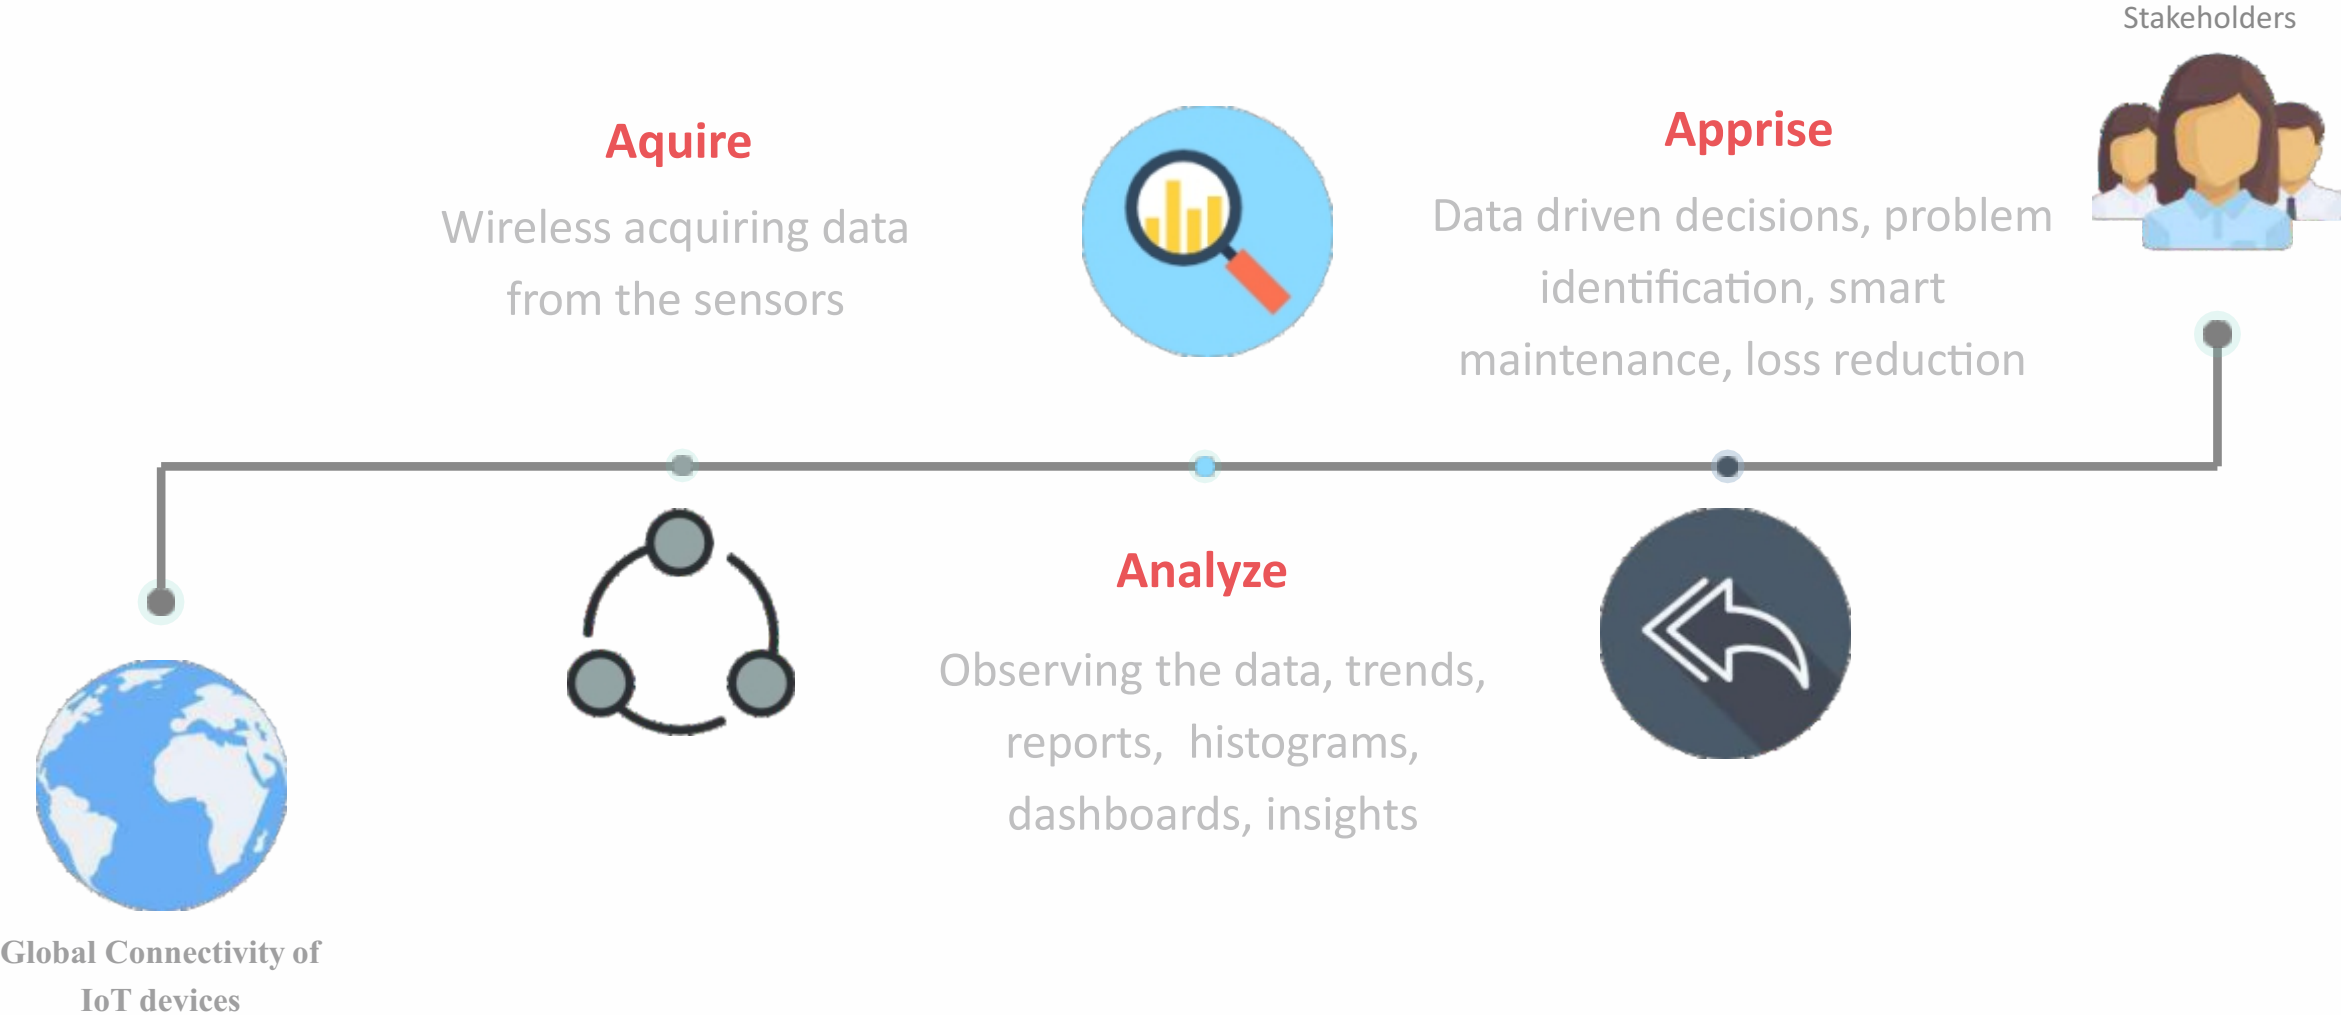 Stakeholders
Aquire
Wireless acquiring data
from the sensors
Apprise
Data driven decisions, problem
identification, smart
maintenance, loss reduction
Analyze
Observing the data, trends,
reports, histograms,
dashboards, insights
Global Connectivity of
IoT devices